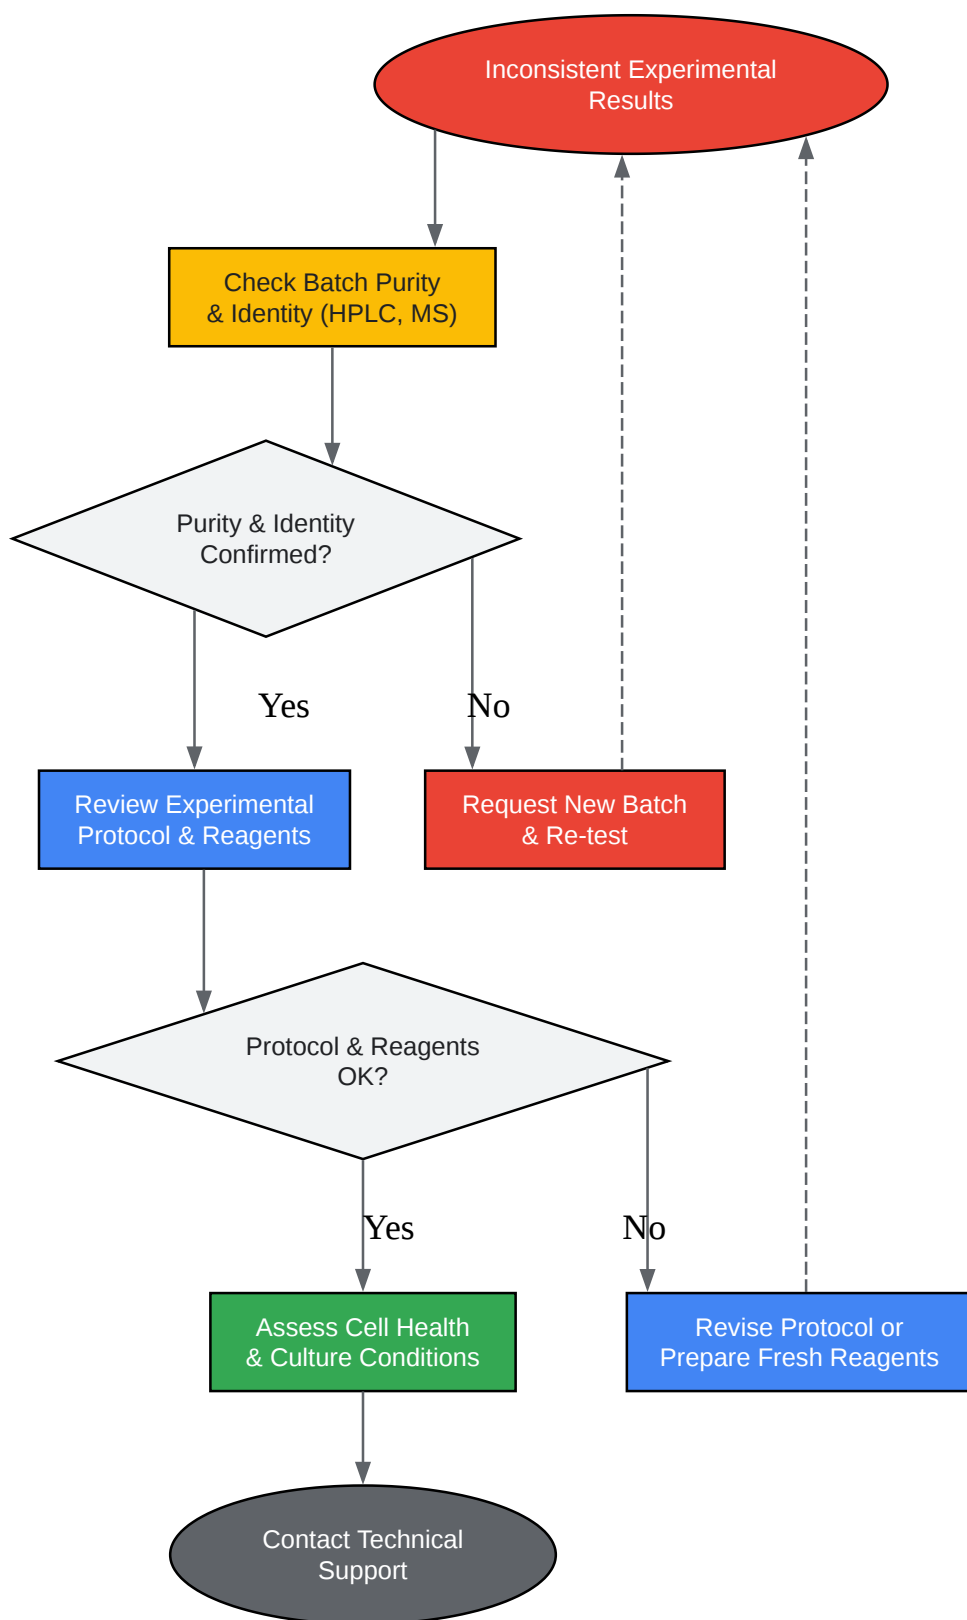 Inconsistent Experimental
Results
Check Batch Purity
& Identity (HPLC, MS)
Purity & Identity
Confirmed?
Yes
No
Review Experimental
Protocol & Reagents
Request New Batch
& Re-test
Protocol & Reagents
OK?
Yes
No
Assess Cell Health
& Culture Conditions
Revise Protocol or
Prepare Fresh Reagents
Contact Technical
Support